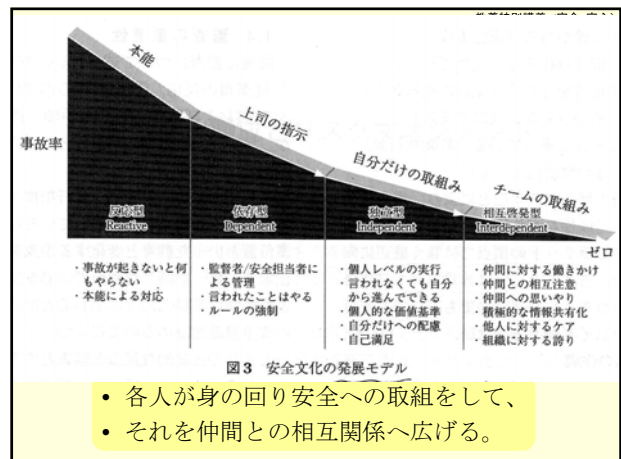 本能
上司の指示
自分だけの取組み
チームの取組み
事故率
反応型
Reactive
依存型
Dependent
独立型
Independent
相互啓発型
Interdependent
ゼロ
・事故が起きないと何
もやらない
・本能による対応
・監督者/安全担当者に
よる管理
・言われたことはやる
・ルールの強制
・個人レベルの実行
・言われなくても自分
から進んでできる
・個人的な価値基準
・自分だけへの配慮
・自己満足
・仲間に対する働きかけ
・仲間との相互注意
・仲間への思いやり
・積極的な情報共有化
・他人に対するケア
・組織に対する誇り
図3 安全文化の発展モデル
• 各人が身の回り安全への取組をして、
• それを仲間との相互関係へ広げる。